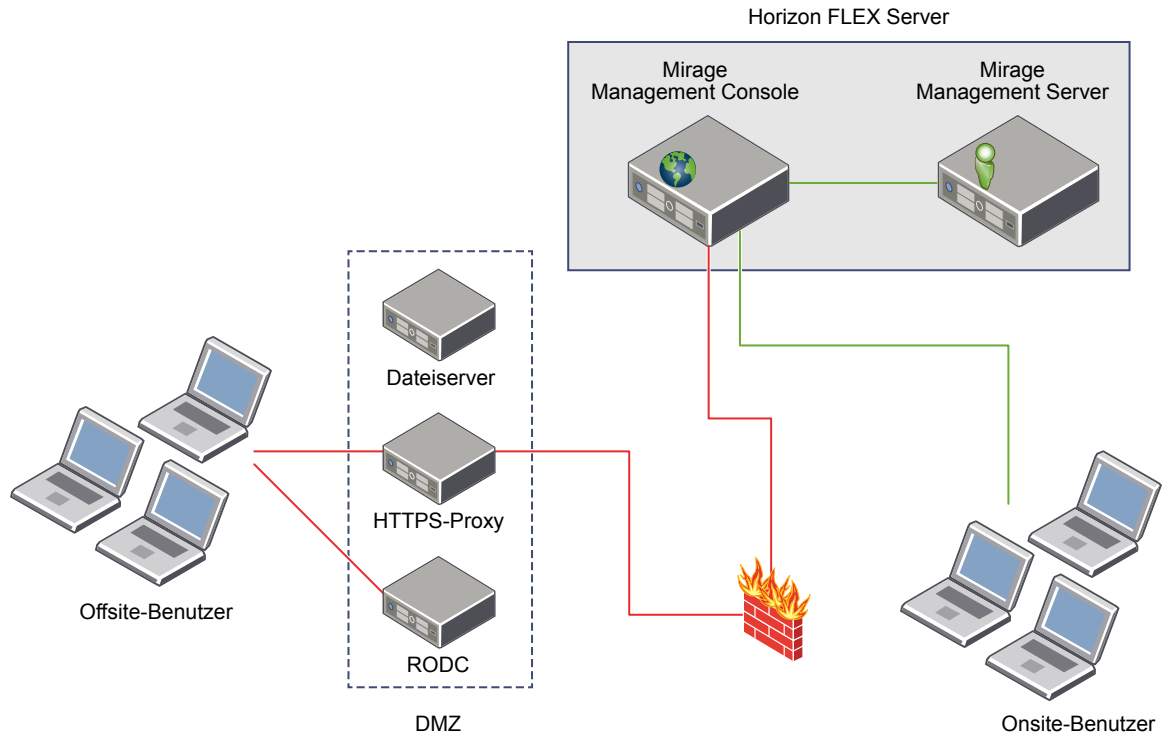 Horizon FLEX Server
Mirage
Management Console
Mirage
Management Server
Dateiserver
HTTPS-Proxy
Offsite-Benutzer
RODC
DMZ
Onsite-Benutzer